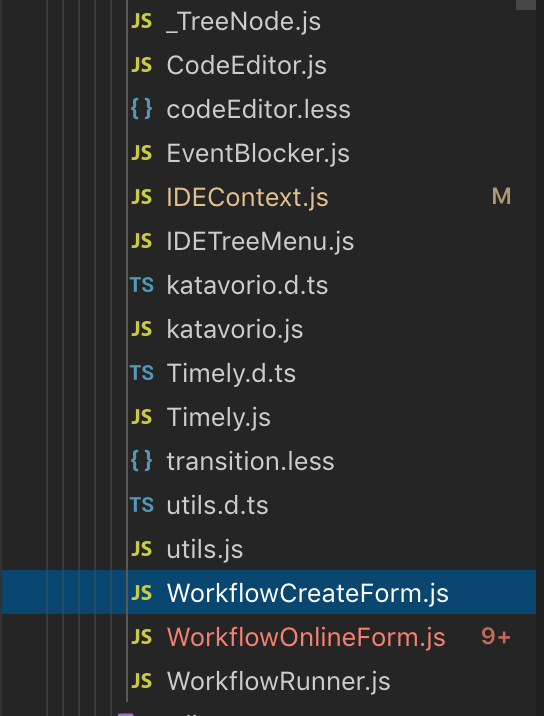 JS _TreeNode.js
JS CodeEditor.js
{ } codeEditor.less
JS EventBlocker.js
JS IDEContext.js M
JS IDETreeMenu.js
TS katavorio.d.ts
JS katavorio.js
TS Timely.d.ts
JS Timely.js
{ } transition.less
TS utils.d.ts
JS utils.js
JS WorkflowCreateForm.js
JS WorkflowOnlineForm.js 9+
JS WorkflowRunner.js